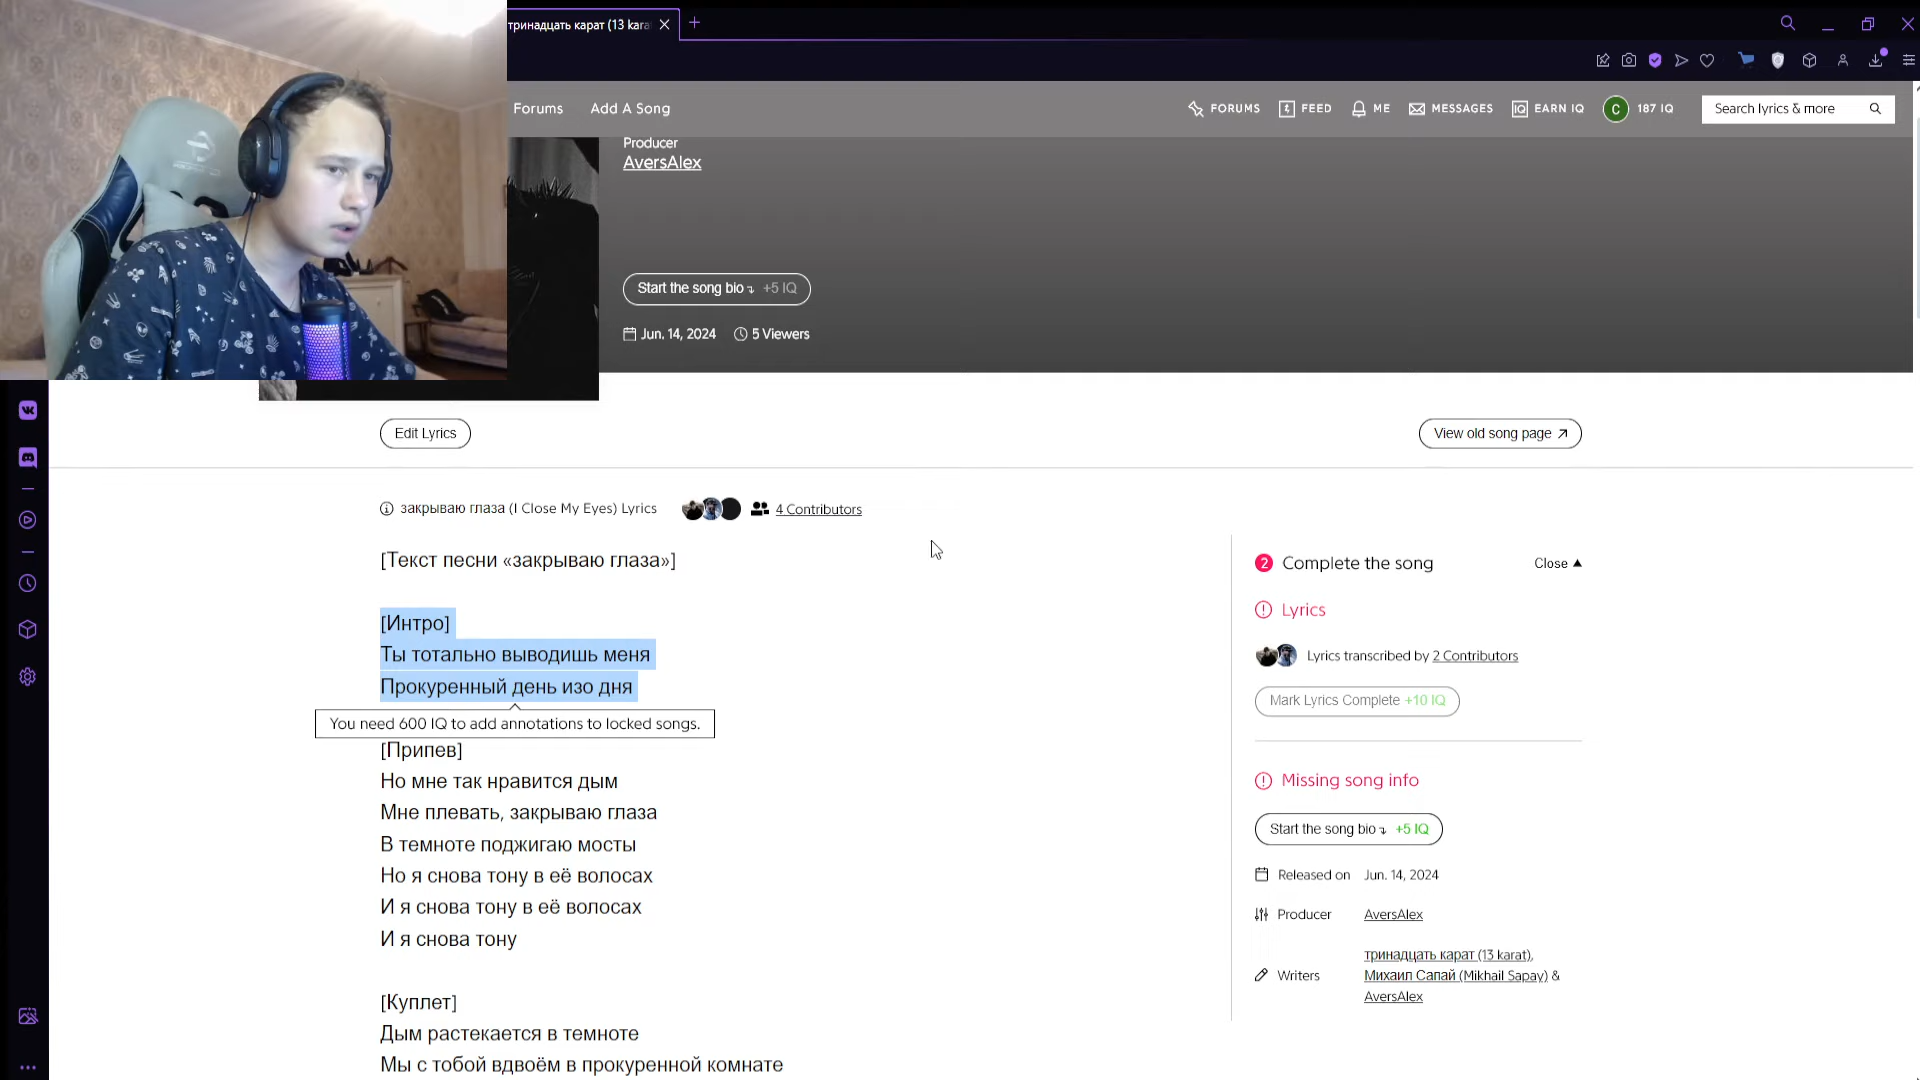 тринадцать карат (13 kara
Forums
Add A Song
FORUMS
FEED
ME
MESSAGES
EARN IQ
C
187 IQ
Search lyrics & more
Producer
AversAlex
Start the song bio +5 IQ
Jun. 14, 2024
5 Viewers
Edit Lyrics
View old song page
закрываю глаза (I Close My Eyes) Lyrics
4 Contributors
[Текст песни «закрываю глаза»]
[Интро]
Ты тотально выводишь меня
Прокуренный день изо дня
You need 600 IQ to add annotations to locked songs.
[Припев]
Но мне так нравится дым
Мне плевать, закрываю глаза
В темноте поджигаю мосты
Но я снова тону в её волосах
И я снова тону в её волосах
И я снова тону
[Куплет]
Дым растекается в темноте
Мы с тобой вдвоём в прокуренной комнате
2 Complete the song
Close
Lyrics
Lyrics transcribed by 2 Contributors
Mark Lyrics Complete +10 IQ
Missing song info
Start the song bio +5 IQ
Released on Jun. 14, 2024
Producer AversAlex
Writers тринадцать карат (13 karat),
Михаил Сапай (Mikhail Sapay) &
AversAlex